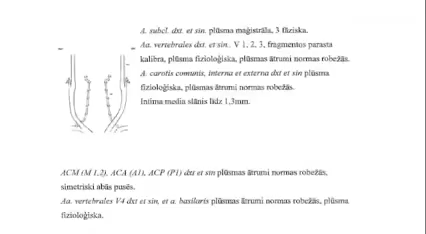 A. subcl. dxt. et sin. plūsma maģistrāla, 3 fāziska.
Aa. vertebrales dst. et sin.. V 1, 2, 3, fragmentos parasta
kalibra, plūsma fizioloģiska, plūsmas ātrumi normas robežās.
A. carotis comunis, interna et externa dxt et sin plūsma
fizioloģiska, plūsmas ātrumi normas robežās.
Intima media slānis līdz 1,3mm.
ACM (M 1,2), ACA (A1), ACP (P1) dxt et sin plūsmas ātrumi normas robežās,
simetriski abās pusēs.
Aa. vertebrales V4 dxt et sin, et a. basilaris plūsmas ātrumi normas robežās, plūsma
fizioloģiska.